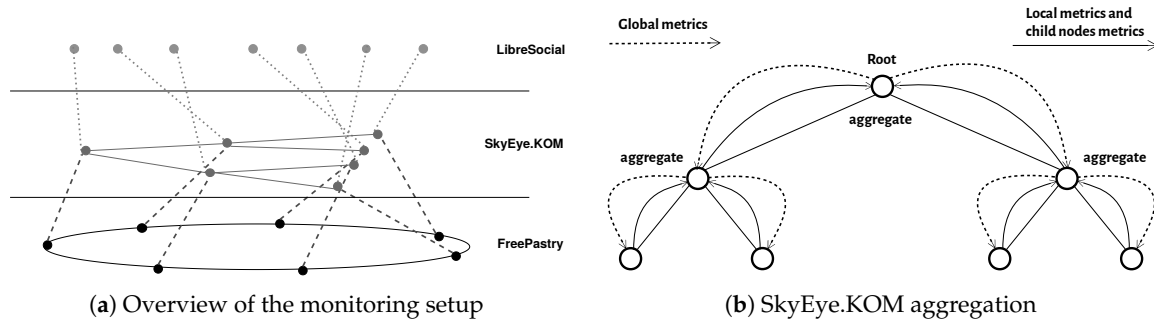 LibreSocial
SkyEye.KOM
FreePastry
(a) Overview of the monitoring setup
Global metrics
Local metrics and
child nodes metrics
Root
aggregate
aggregate
aggregate
(b) SkyEye.KOM aggregation